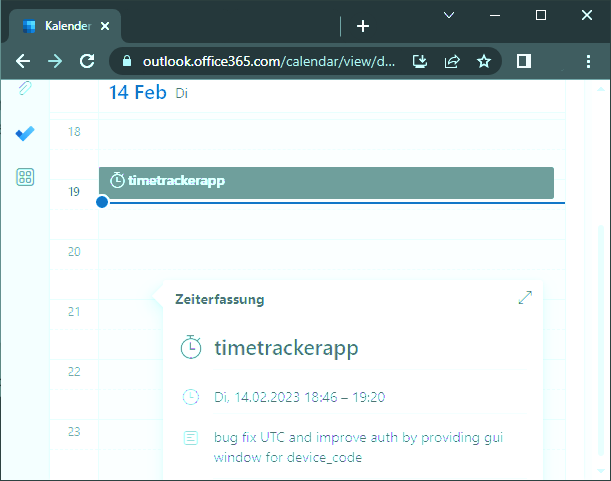 Kalender
outlook.office365.com/calendar/view/d...
14 Feb Di
18
timetrackerapp
19
20
Zeiterfassung
21
timetrackerapp
22
Di, 14.02.2023 18:46 – 19:20
bug fix UTC and improve auth by providing gui
23
window for device_code